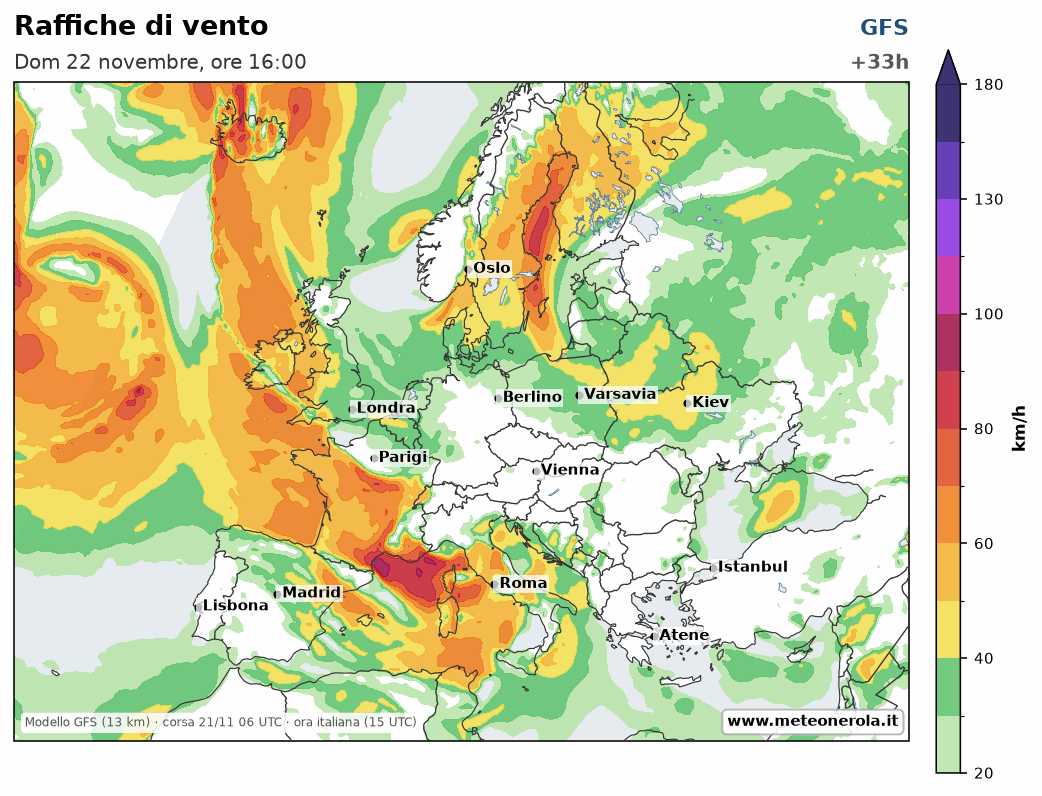 Raffiche di vento
GFS
Dom 22 novembre, ore 16:00
+33h
180
130
100
80
60
40
20
km/h
Oslo
Londra
Berlino
Varsavia
Kiev
Parigi
Vienna
Istanbul
Roma
Madrid
Lisbona
Atene
Modello GFS (13 km) · corsa 21/11 06 UTC · ora italiana (15 UTC)
www.meteonerola.it